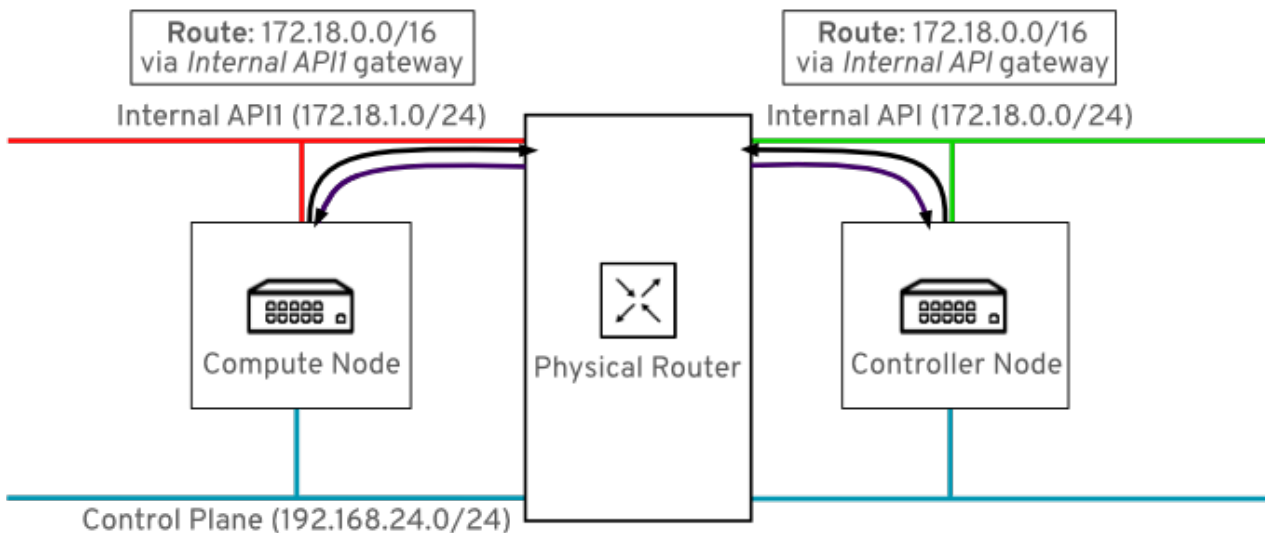 Route: 172.18.0.0/16
via Internal API1 gateway
Route: 172.18.0.0/16
via Internal API gateway
Internal API1 (172.18.1.0/24)
Internal API (172.18.0.0/24)
Compute Node
Physical Router
Controller Node
Control Plane (192.168.24.0/24)